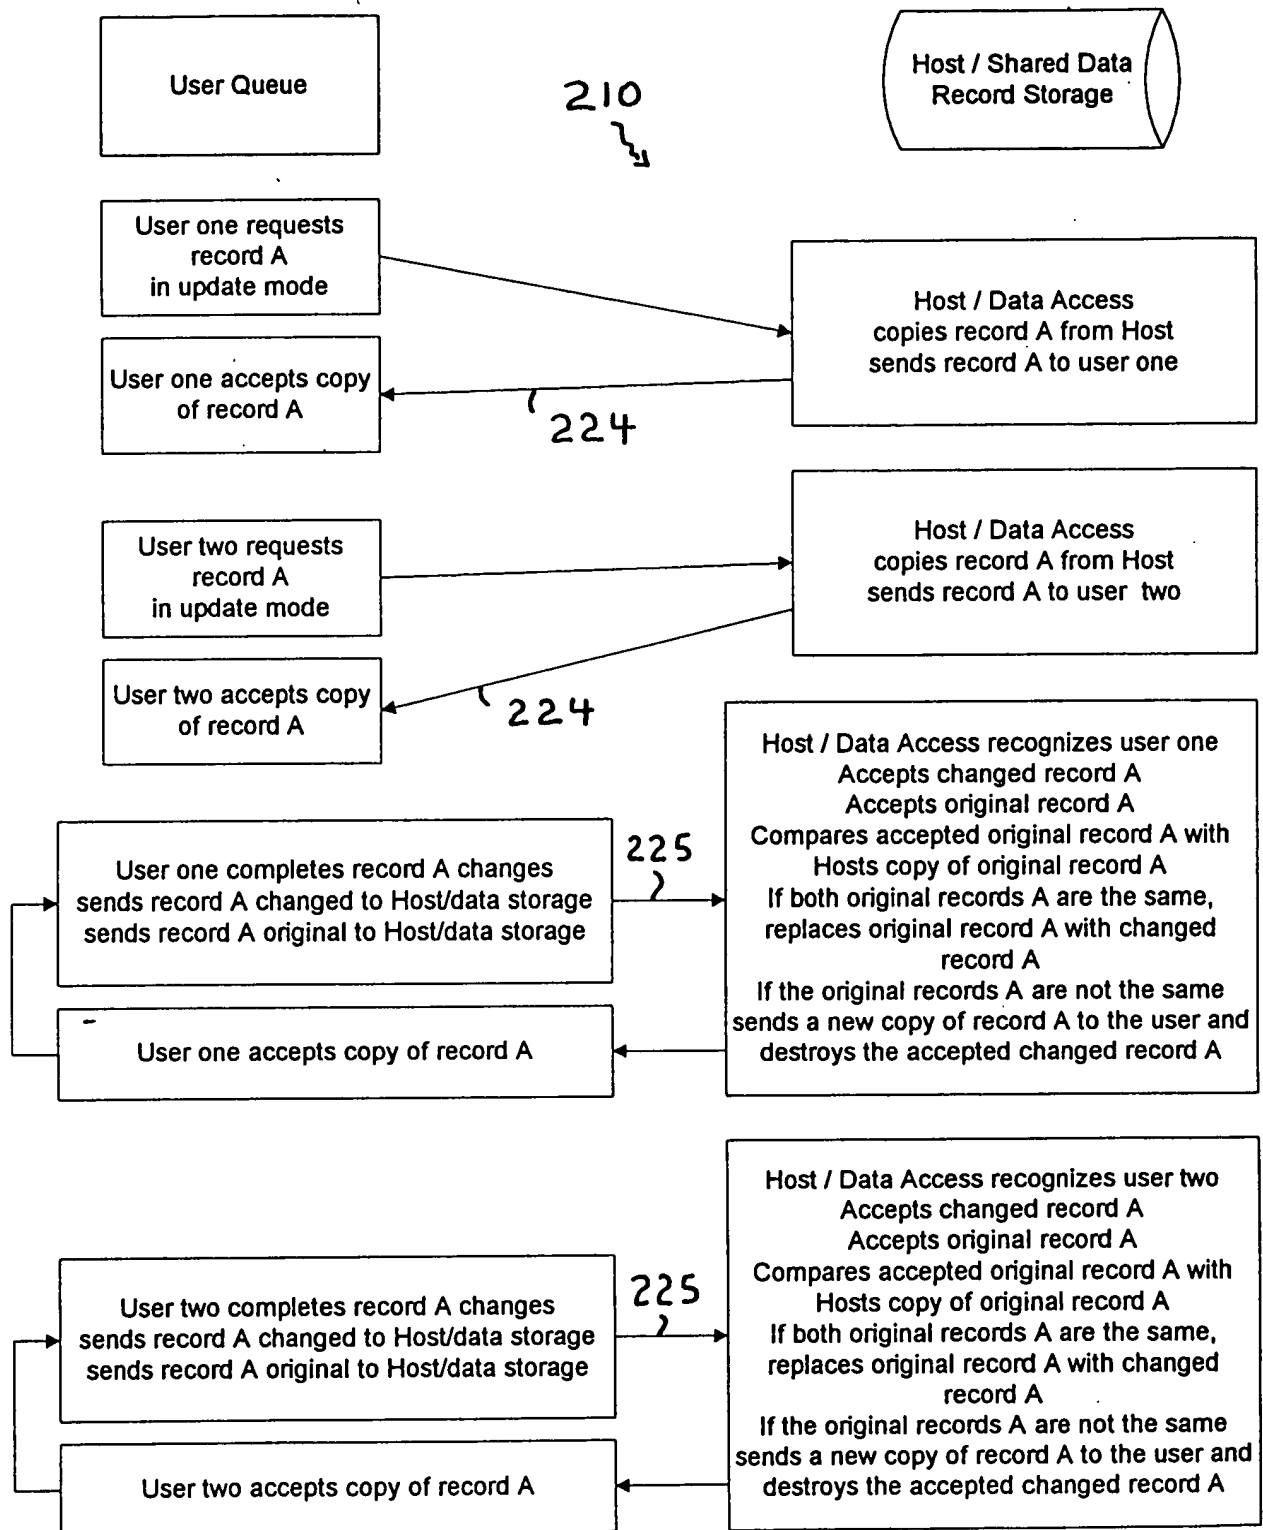 User Queue
Host / Shared Data
Record Storage
210
User one requests
record A
in update mode
Host / Data Access
copies record A from Host
sends record A to user one
User one accepts copy
of record A
224
User two requests
record A
in update mode
Host / Data Access
copies record A from Host
sends record A to user two
User two accepts copy
of record A
224
Host / Data Access recognizes user one
Accepts changed record A
Accepts original record A
Compares accepted original record A with
Hosts copy of original record A
If both original records A are the same,
replaces original record A with changed
record A
If the original records A are not the same
sends a new copy of record A to the user and
destroys the accepted changed record A
User one completes record A changes
sends record A changed to Host/data storage
sends record A original to Host/data storage
225
User one accepts copy of record A
Host / Data Access recognizes user two
Accepts changed record A
Accepts original record A
Compares accepted original record A with
Hosts copy of original record A
If both original records A are the same,
replaces original record A with changed
record A
If the original records A are not the same
sends a new copy of record A to the user and
destroys the accepted changed record A
User two completes record A changes
sends record A changed to Host/data storage
sends record A original to Host/data storage
225
User two accepts copy of record A